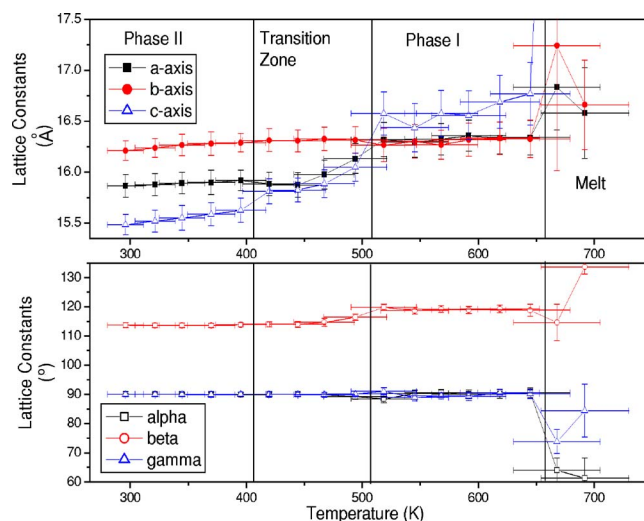 17.5
Phase II
Transition
Zone
Phase I
a-axis
b-axis
c-axis
17.0
16.5
16.0
15.5
Lattice Constants
(Å)
Melt
300
400
500
600
700
130
120
110
100
90
80
70
60
Lattice Constants
(º)
alpha
beta
gamma
300
400
500
600
700
Temperature (K)